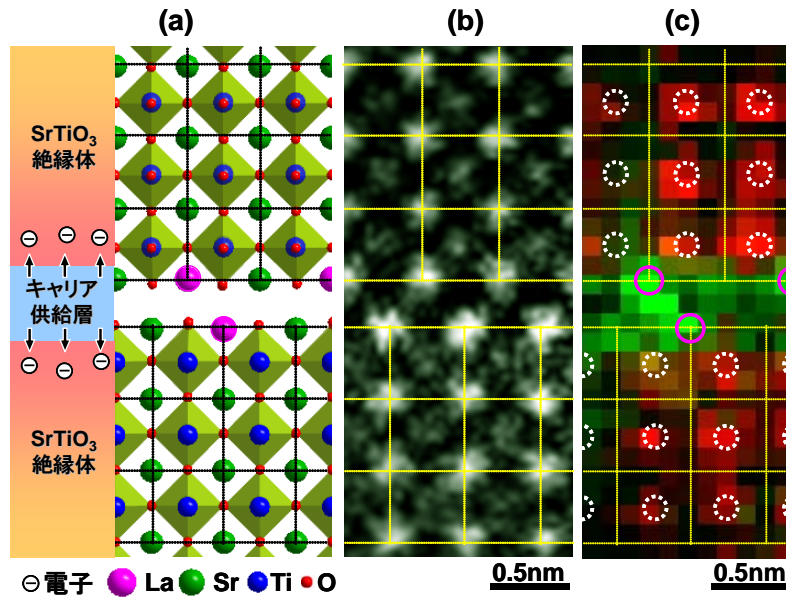 (a)
(b)
(c)
SrTiO3
絶縁体
キャリア
供給層
SrTiO3
絶縁体
電子 La Sr Ti O
0.5nm
0.5nm